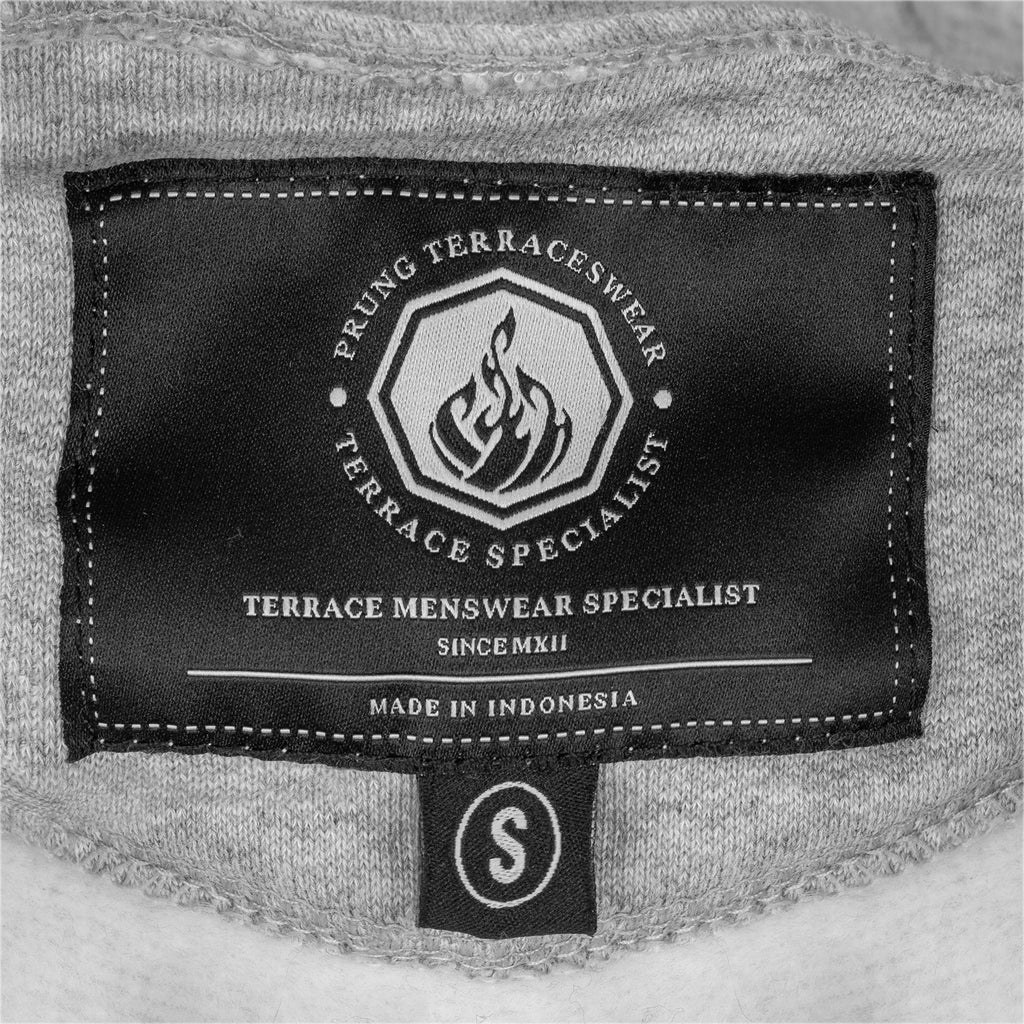 PRUNG TERRACESWEAR
TERRACE SPECIALIST
TERRACE MENSWEAR SPECIALIST
SINCE MXII
MADE IN INDONESIA
S